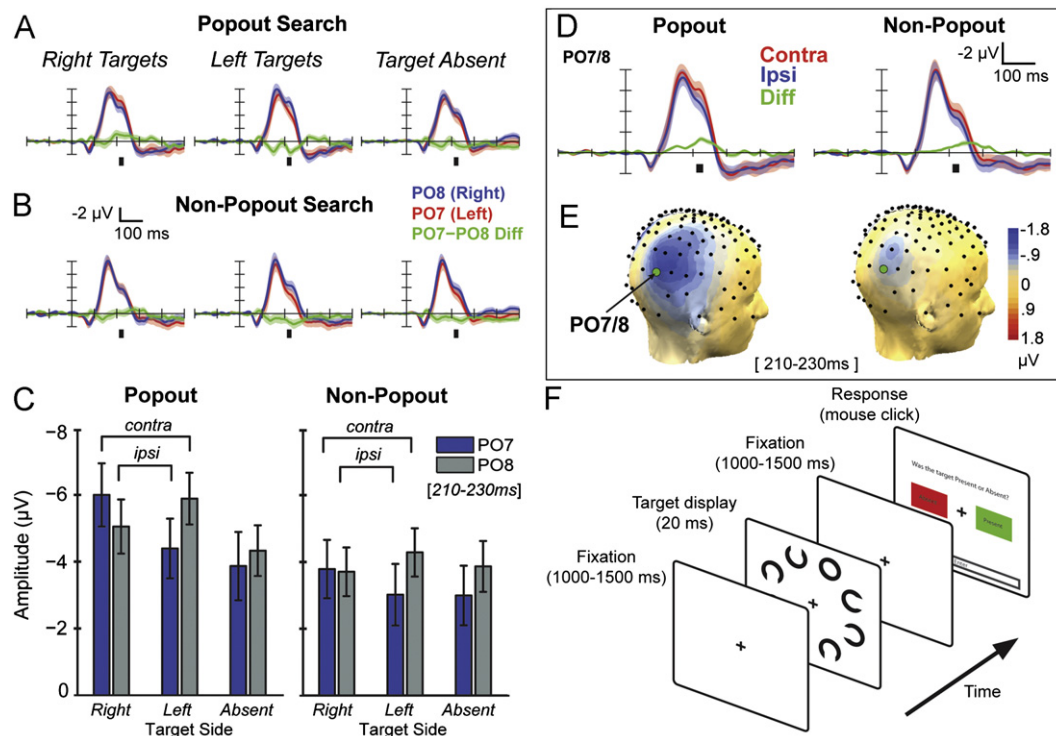 A
Popout Search
Right Targets
Left Targets
Target Absent
B
-2 µV
100 ms
Non-Popout Search
PO8 (Right)
PO7 (Left)
PO7–PO8 Diff
C
Popout
Non-Popout
−8
−6
−4
−2
0
Amplitude (µV)
contra
ipsi
contra
ipsi
PO7
PO8
[210-230ms]
Right
Left
Absent
Target Side
Right
Left
Absent
Target Side
D
Popout
Non-Popout
PO7/8
Contra
Ipsi
Diff
-2 µV
100 ms
E
PO7/8
[ 210-230ms ]
-1.8
-.9
0
.9
1.8
µV
F
Response
(mouse click)
Fixation
(1000-1500 ms)
Target display
(20 ms)
Fixation
(1000-1500 ms)
Was the target Present or Absent?
Present
Time